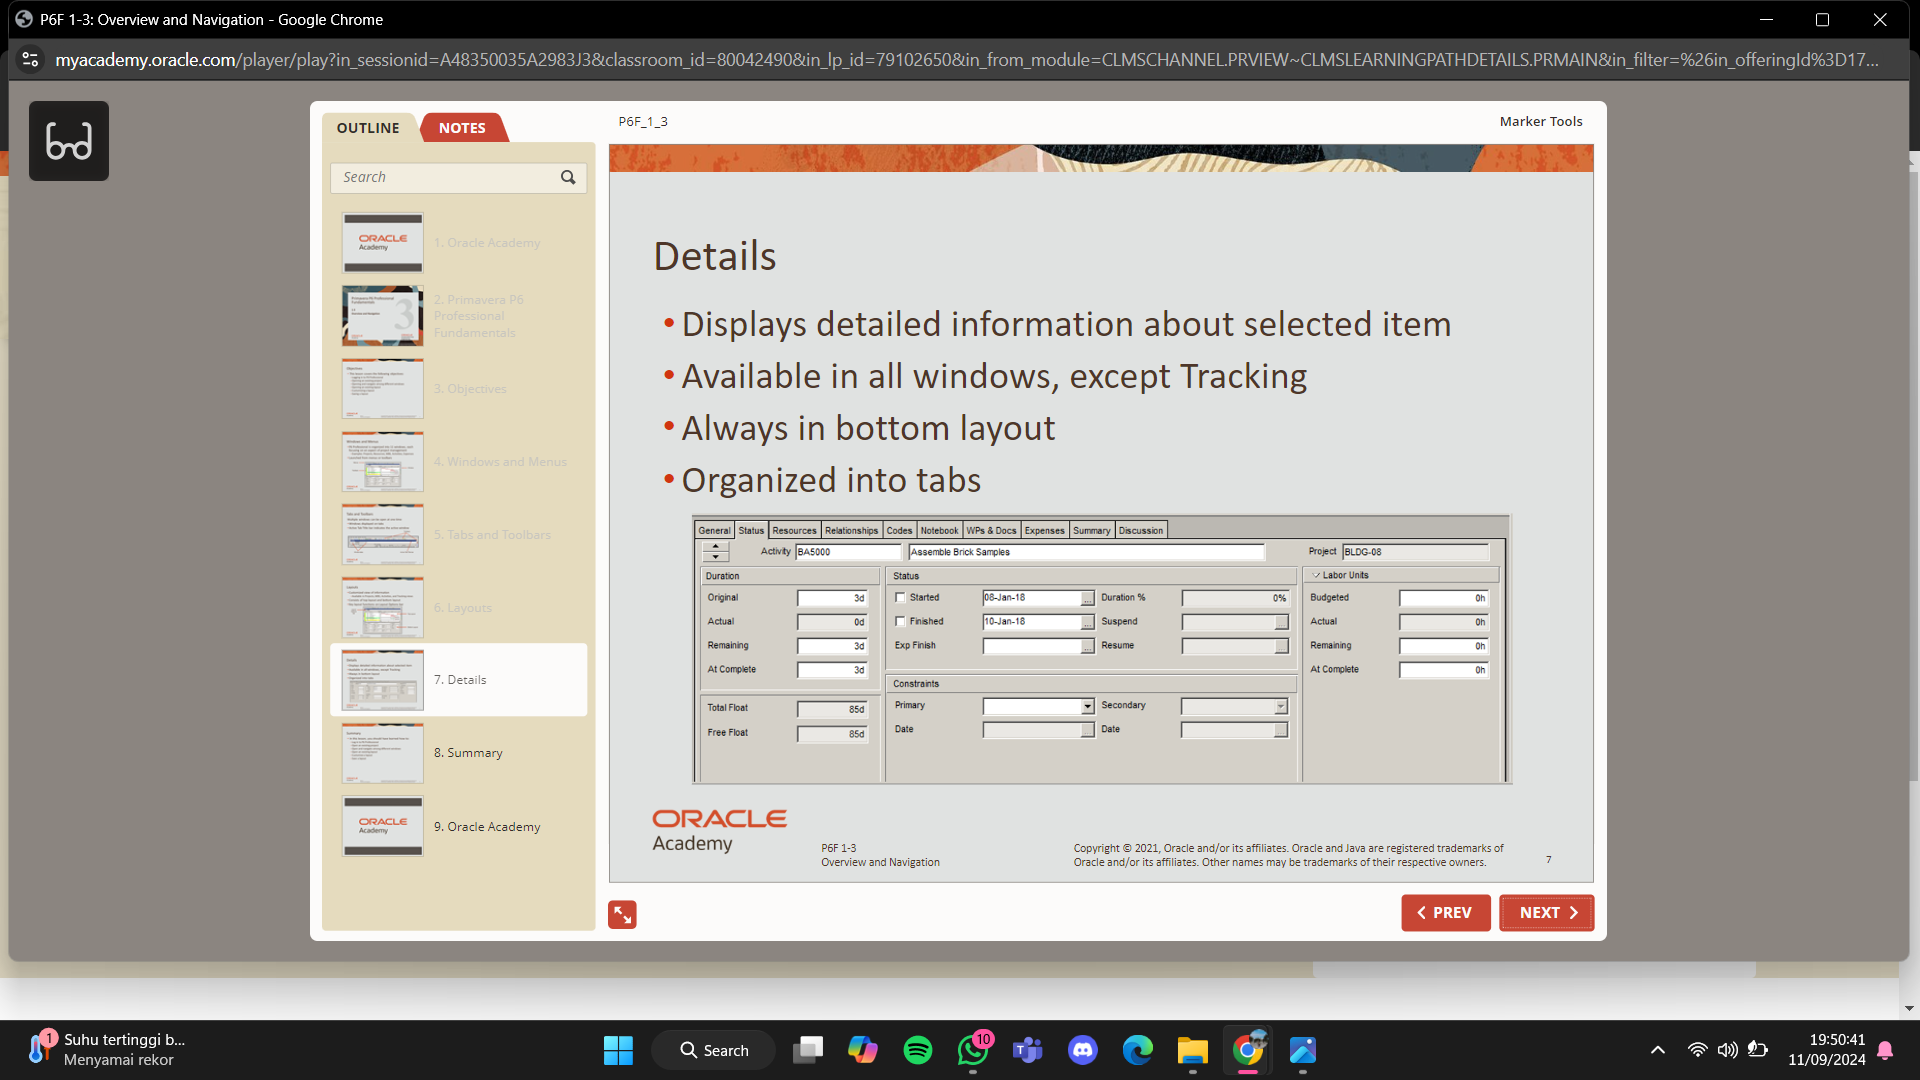 P6F 1-3: Overview and Navigation - Google Chrome
myacademy.oracle.com/player/play?in_sessionid=A48350035A2983J3&classroom_id=80042490&in_lp_id=79102650&in_from_module=CLMSCHANNEL.PRVIEW~CLMSLEARNINGPATHDETAILS.PRMAIN&in_filter=%26in_offeringId%3D17...
OUTLINE
NOTES
P6F_1_3
Marker Tools
Search
ORACLE
Academy
1. Oracle Academy
3
2. Primavera P6
Professional
Fundamentals
3. Objectives
4. Windows and Menus
5. Tabs and Toolbars
6. Layouts
7. Details
8. Summary
ORACLE
Academy
9. Oracle Academy
Details
•Displays detailed information about selected item
•Available in all windows, except Tracking
•Always in bottom layout
•Organized into tabs
General Status Resources Relationships Codes Notebook WPs & Docs Expenses Summary Discussion
Activity BA5000 Assemble Brick Samples Project BLDG-08
Duration Status Labor Units
Original 3d Started 08-Jan-18 ... Duration % 0% Budgeted 0h
Actual 0d Finished 10-Jan-18 ... Suspend ... Actual 0h
Remaining 3d Exp Finish ... Resume ... Remaining 0h
At Complete 3d At Complete 0h
Constraints
Total Float 85d Primary Secondary
Free Float 85d Date ... Date ...
ORACLE
Academy
P6F 1-3
Overview and Navigation
Copyright © 2021, Oracle and/or its affiliates. Oracle and Java are registered trademarks of
Oracle and/or its affiliates. Other names may be trademarks of their respective owners.
7
PREV
NEXT
1
Suhu tertinggi b...
Menyamai rekor
Search
10
19:50:41
11/09/2024